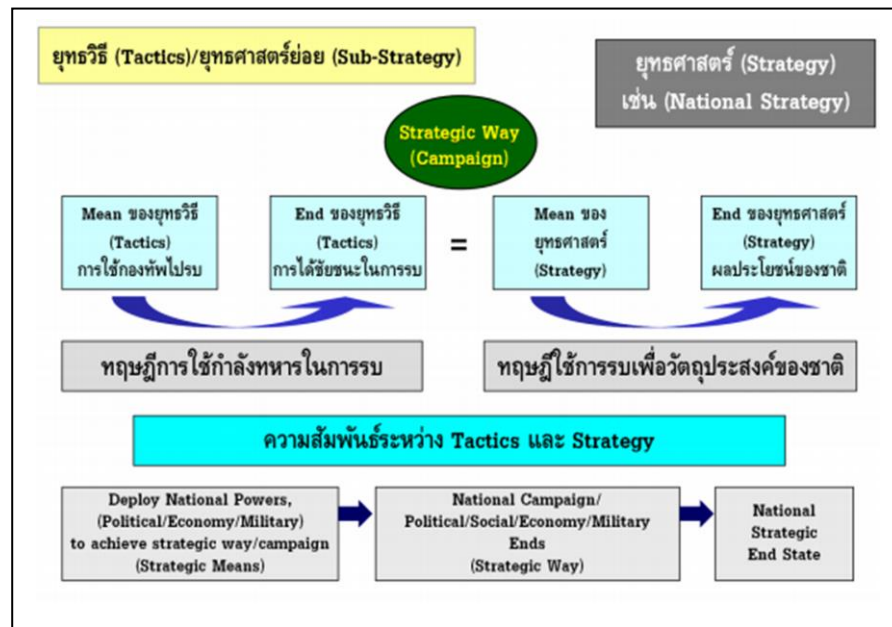 ยุทธวิธี (Tactics)/ยุทธศาสตร์ย่อย (Sub-Strategy)
ยุทธศาสตร์ (Strategy)
เช่น (National Strategy)
Strategic Way
(Campaign)
Mean ของยุทธวิธี
(Tactics)
การใช้กองทัพไปรบ
End ของยุทธวิธี
(Tactics)
การได้ชัยชนะในการรบ
=
Mean ของ
ยุทธศาสตร์
(Strategy)
End ของยุทธศาสตร์
(Strategy)
ผลประโยชน์ของชาติ
ทฤษฎีการใช้กำลังทหารในการรบ
ทฤษฎีใช้การรบเพื่อวัตถุประสงค์ของชาติ
ความสัมพันธ์ระหว่าง Tactics และ Strategy
Deploy National Powers,
(Political/Economy/Military)
to achieve strategic way/campaign
(Strategic Means)
National Campaign/
Political/Social/Economy/Military
Ends
(Strategic Way)
National
Strategic
End State